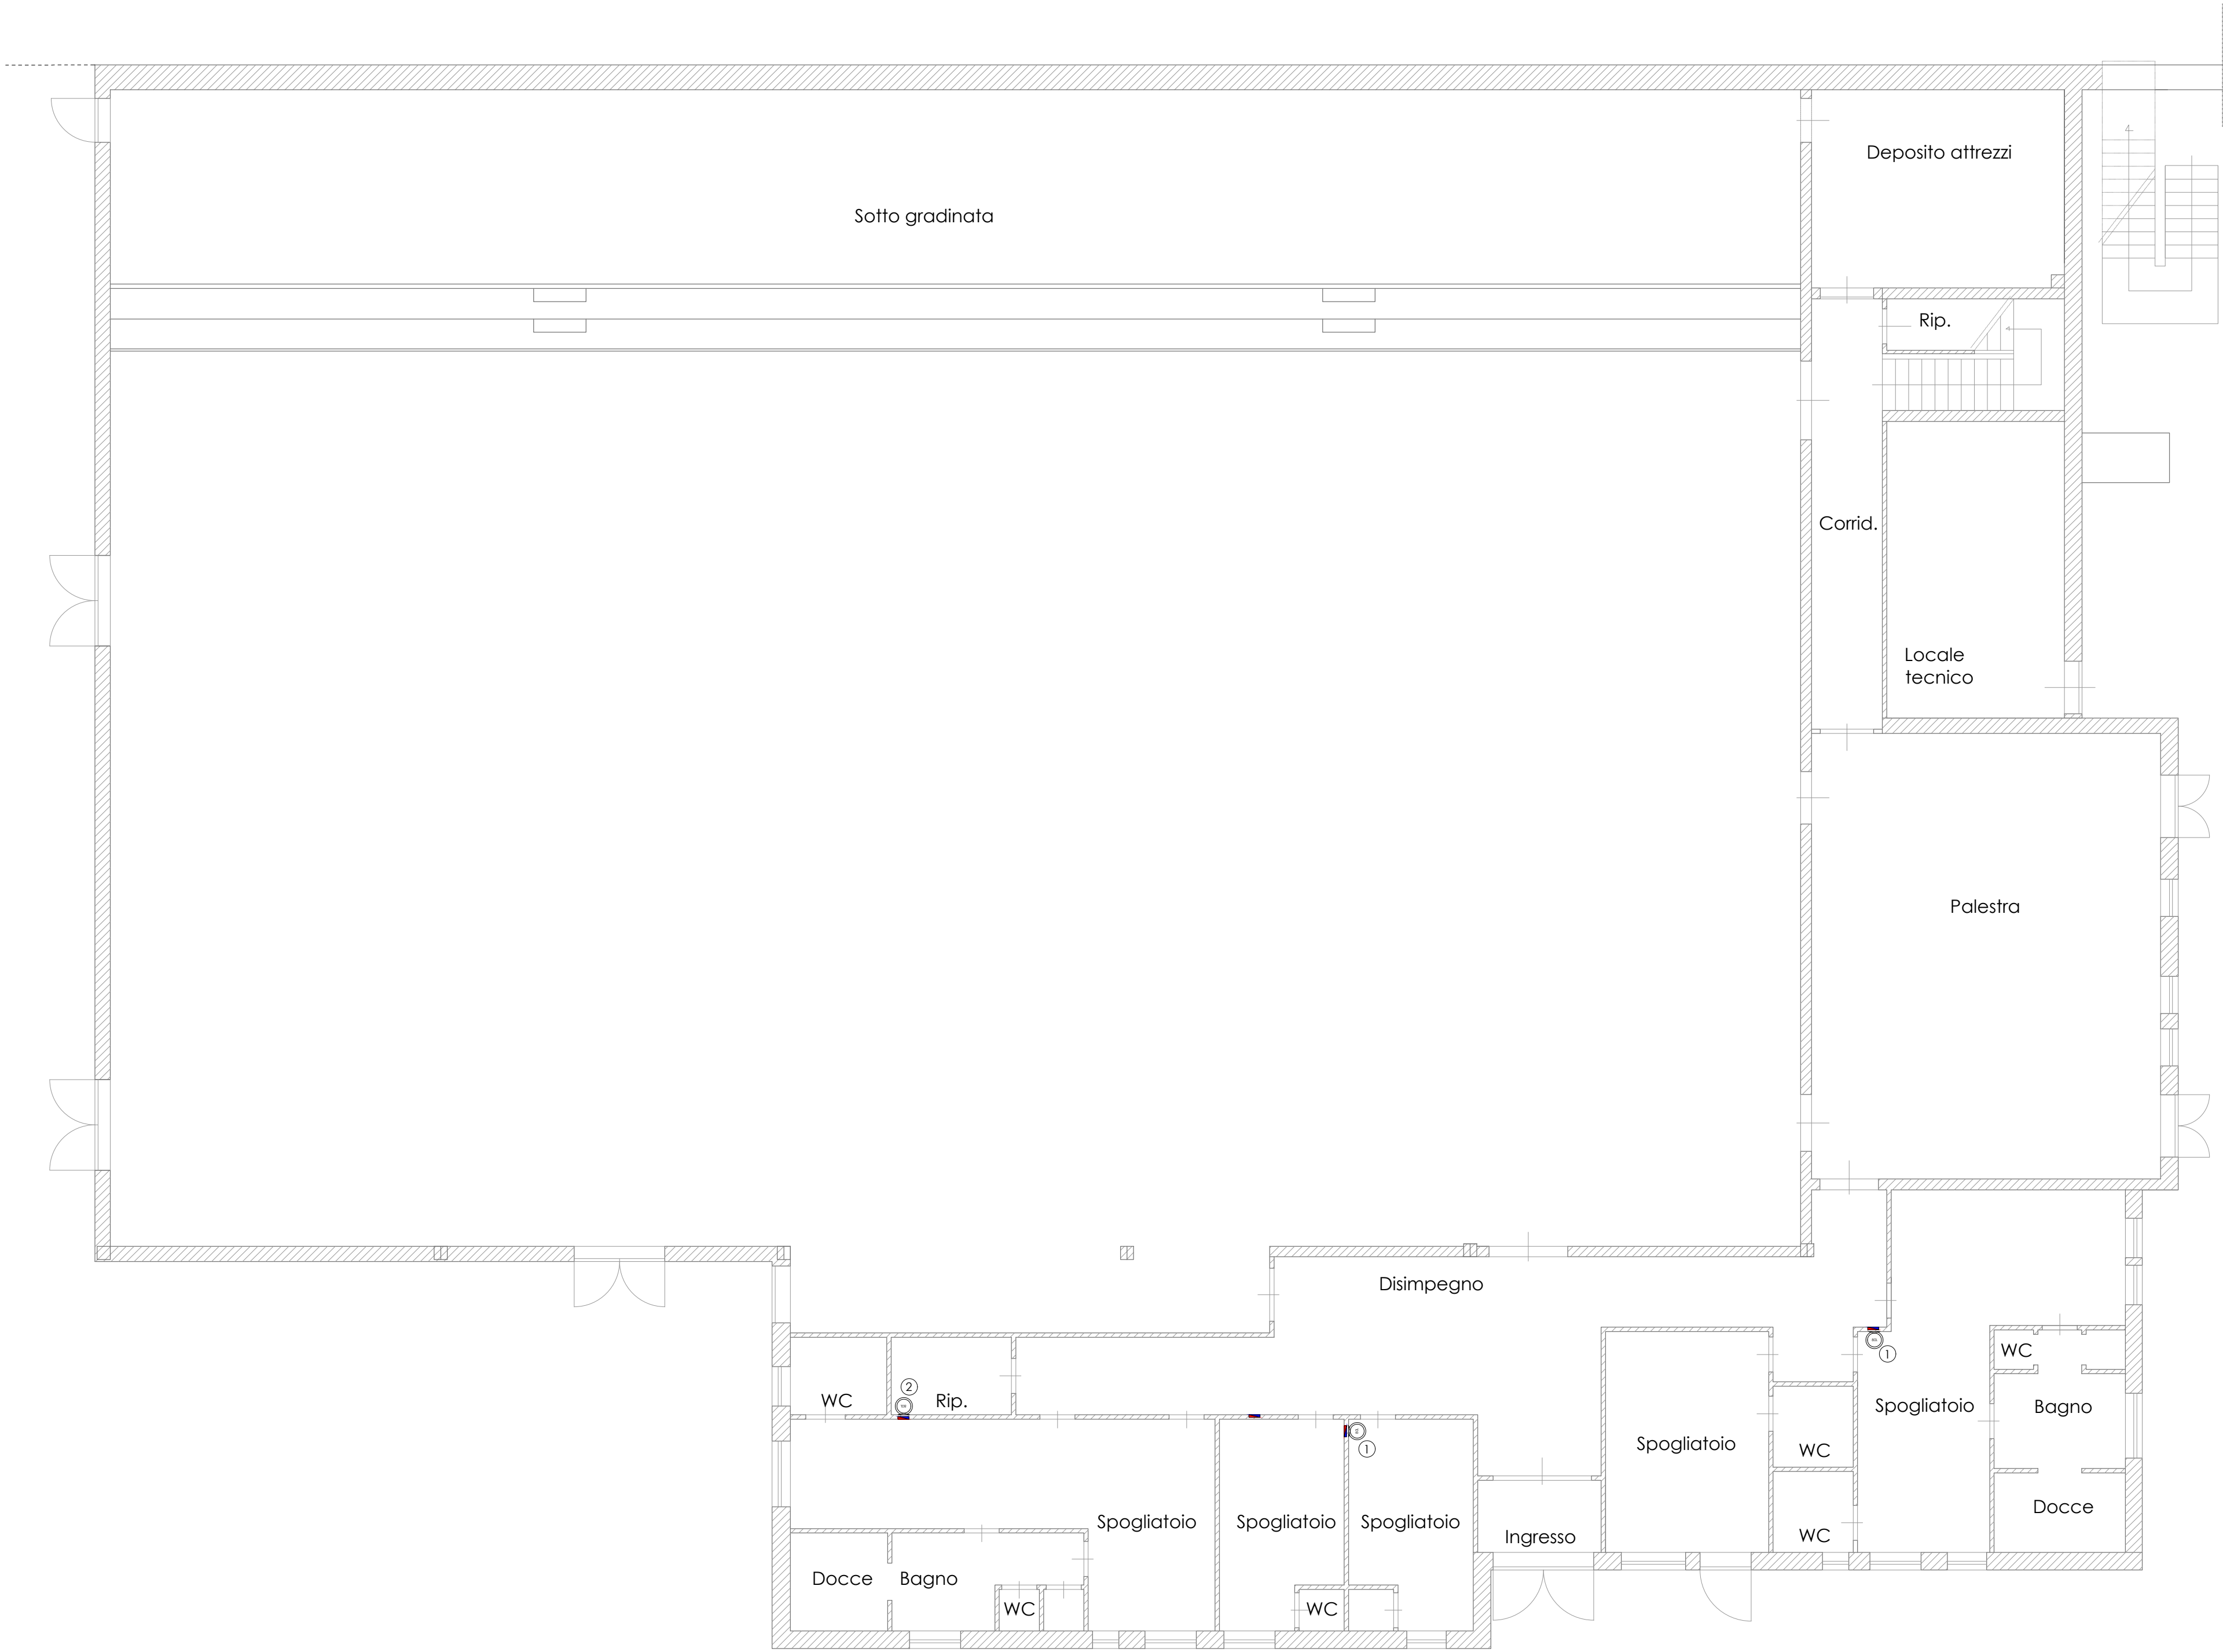 Deposito attrezzi
Sotto gradinata
Rip.
Corrid.
Locale
tecnico
Palestra
Disimpegno
WC
1
2
WC
Rip.
Spogliatoio
Bagno
1
Spogliatoio
WC
Docce
Spogliatoio
Spogliatoio
Spogliatoio
Ingresso
WC
Docce
Bagno
WC
WC